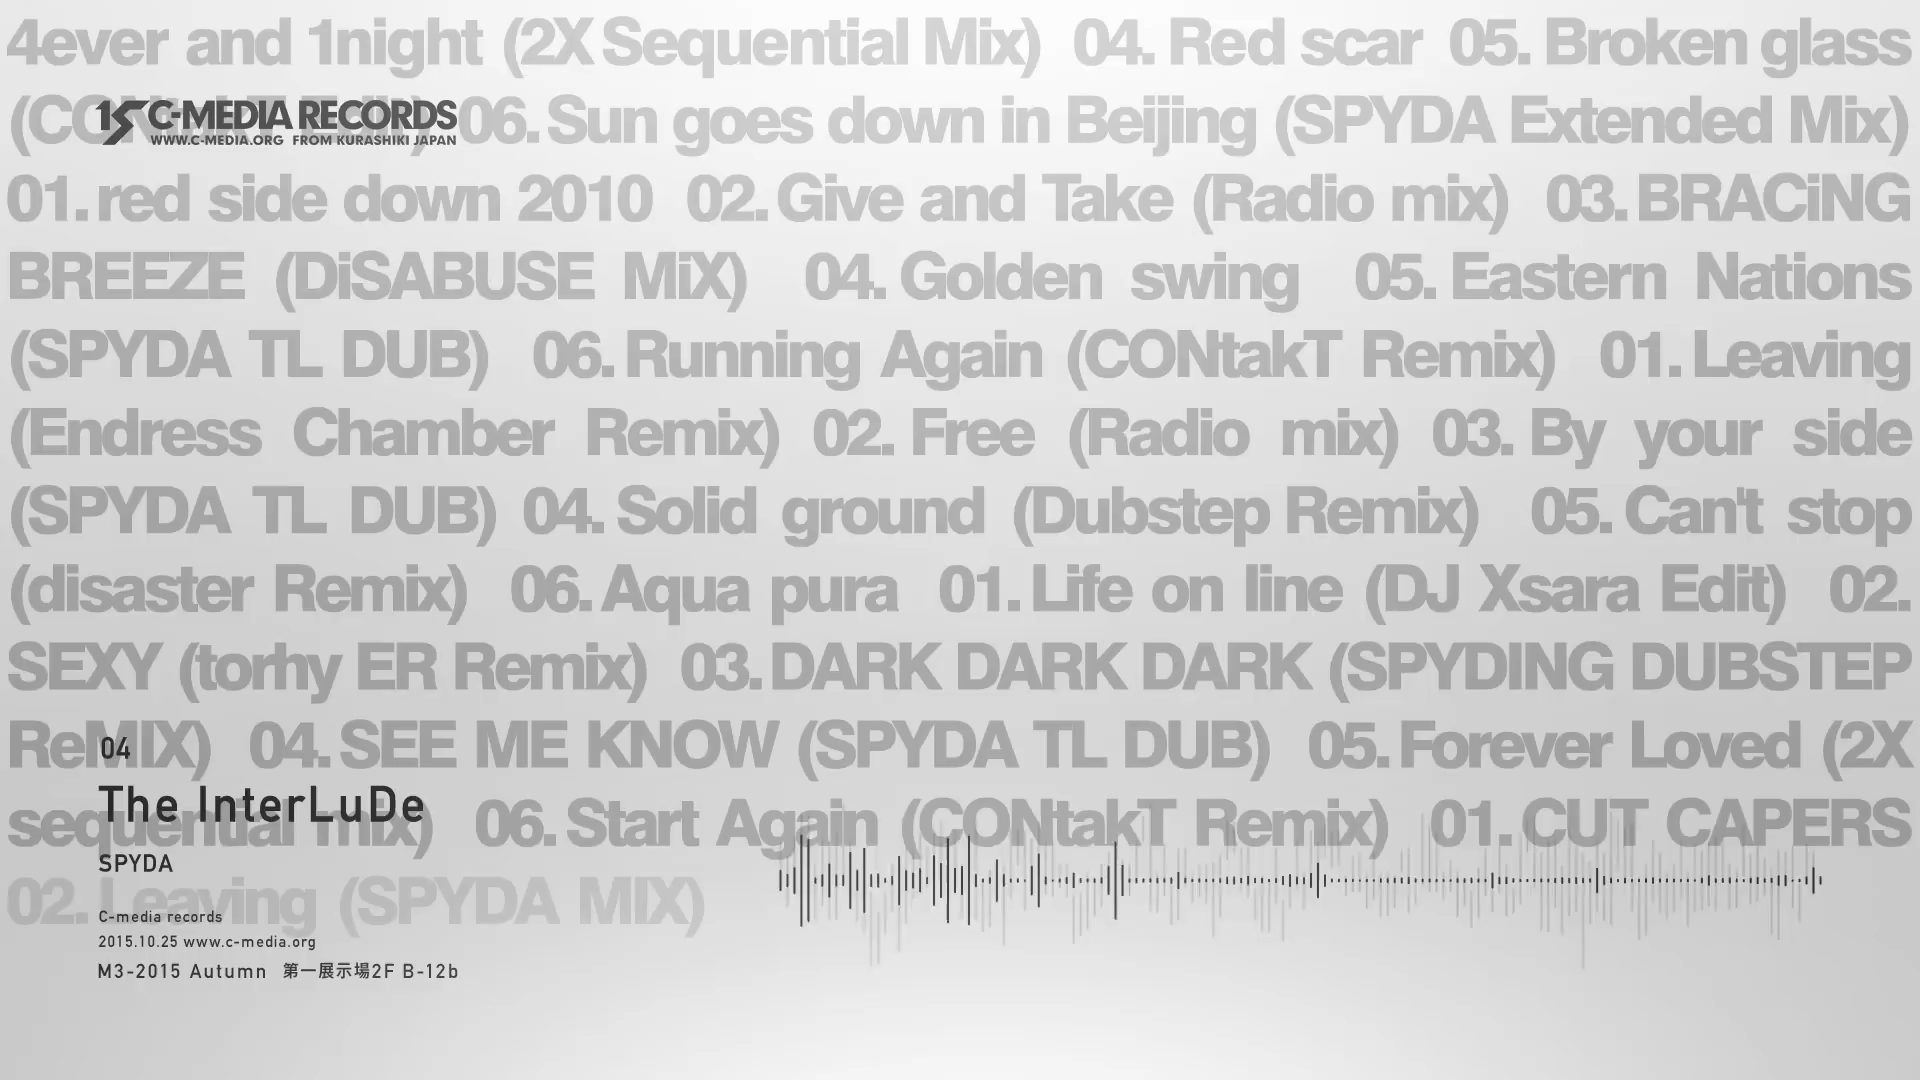 4ever and 1night (2X Sequential Mix) 04. Red scar 05. Broken glass
(CONtakT Edit) 06. Sun goes down in Beijing (SPYDA Extended Mix)
15 C-MEDIA RECORDS
WWW.C-MEDIA.ORG FROM KURASHIKI JAPAN
01. red side down 2010 02. Give and Take (Radio mix) 03. BRACiNG
BREEZE (DiSABUSE MiX) 04. Golden swing 05. Eastern Nations
(SPYDA TL DUB) 06. Running Again (CONtakT Remix) 01. Leaving
(Endress Chamber Remix) 02. Free (Radio mix) 03. By your side
(SPYDA TL DUB) 04. Solid ground (Dubstep Remix) 05. Can't stop
(disaster Remix) 06. Aqua pura 01. Life on line (DJ Xsara Edit) 02.
SEXY (torhy ER Remix) 03. DARK DARK DARK (SPYDING DUBSTEP
ReMIX) 04. SEE ME KNOW (SPYDA TL DUB) 05. Forever Loved (2X
sequential mix) 06. Start Again (CONtakT Remix) 01. CUT CAPERS
02. Leaving (SPYDA MIX)
04
The InterLuDe
SPYDA
C-media records
2015.10.25 www.c-media.org
M3-2015 Autumn 第一展示場2F B-12b